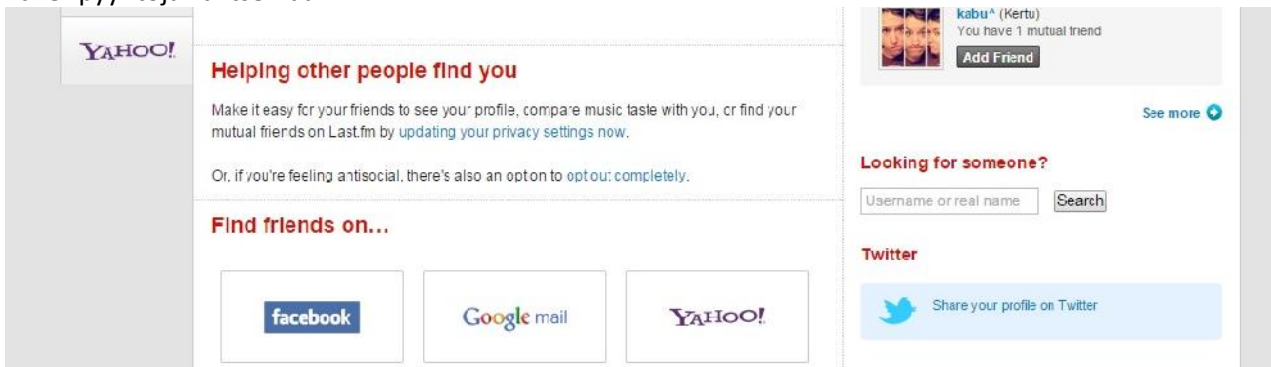 YAHOO!
Helping other people find you
Make it easy for your friends to see your profile, compare music taste with you, or find your
mutual friends on Last.fm by updating your privacy settings now.
Or, if you're feeling antisocial, there's also an option to opt out completely.
Find friends on...
facebook
Google mail
YAHOO!
kabu^ (Kertu)
You have 1 mutual friend
Add Friend
See more
Looking for someone?
Username or real name
Search
Twitter
Share your profile on Twitter